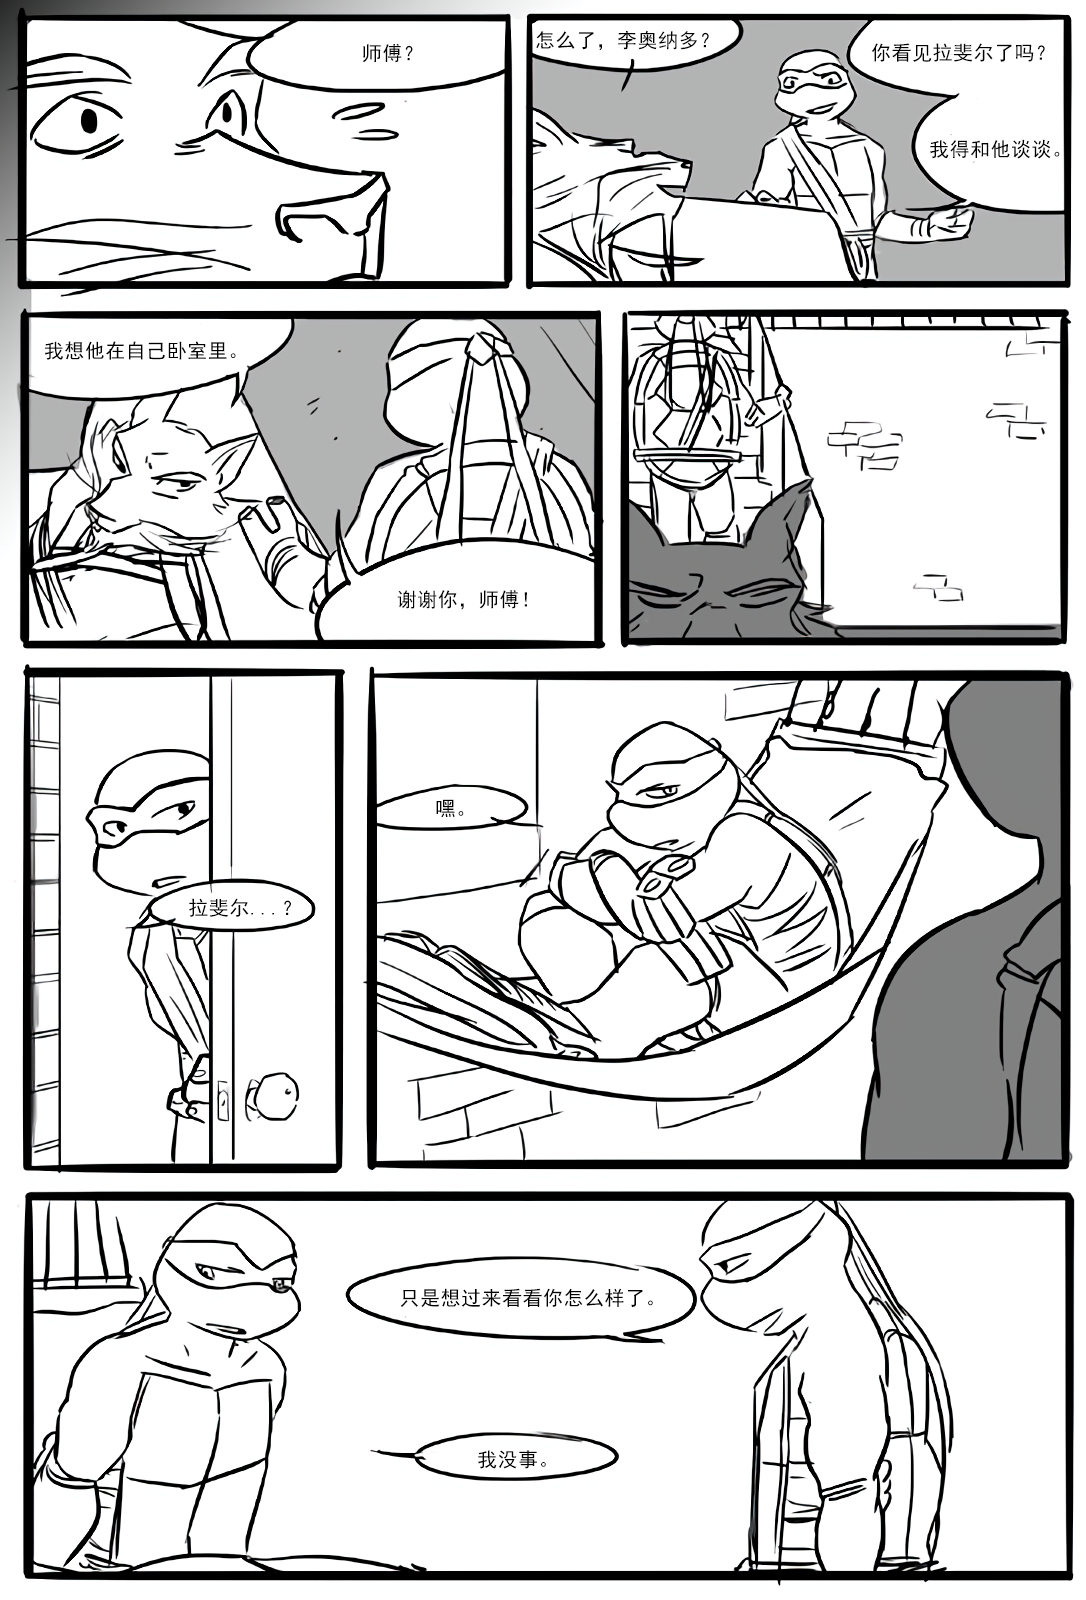 师傅？
怎么了，李奥纳多？
你看见拉斐尔了吗？
我得和他谈谈。
我想他在自己卧室里。
谢谢你，师傅！
拉斐尔...？
嘿。
只是想过来看看你怎么样了。
我没事。